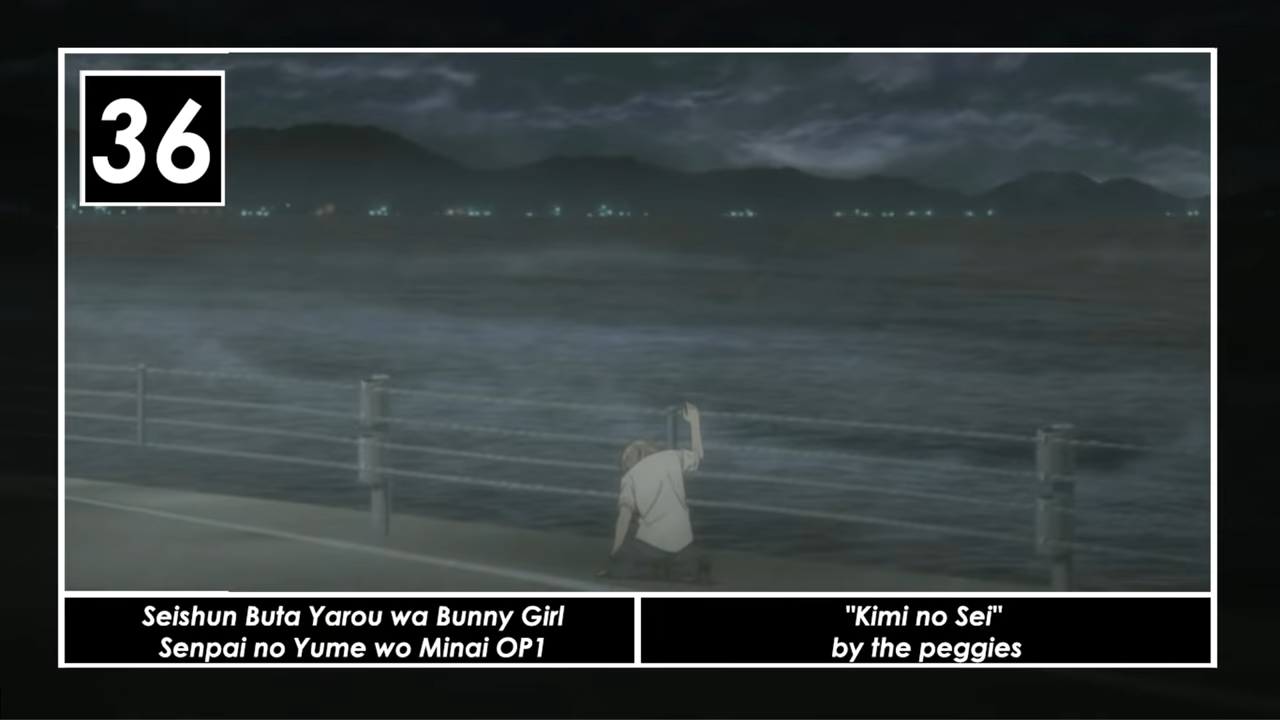 36
Seishun Buta Yarou wa Bunny Girl
Senpai no Yume wo Minai OP1
"Kimi no Sei"
by the peggies